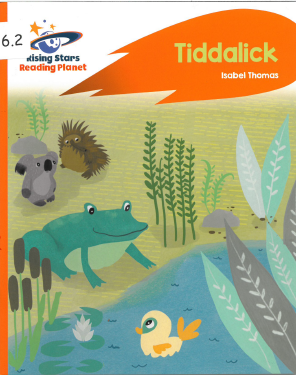 6.2
Rising Stars
Reading Planet
Tiddalick
Isabel Thomas